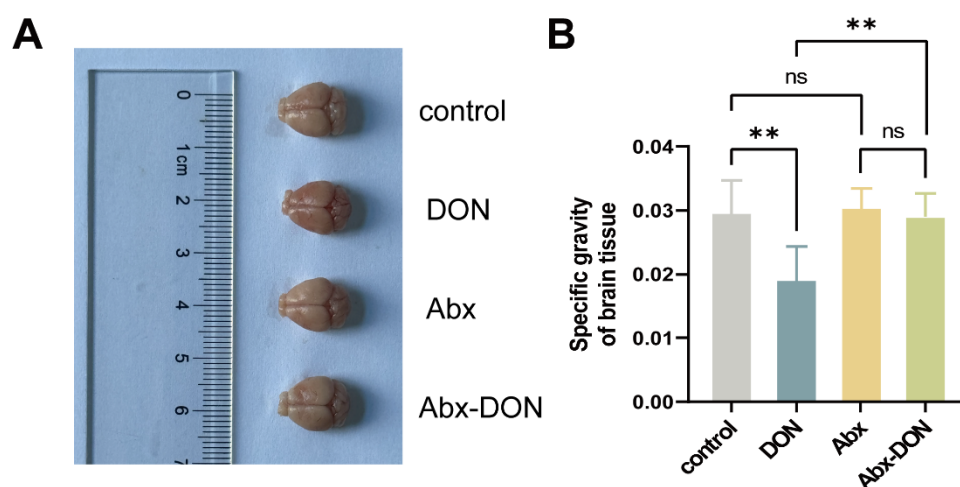 A
0
1cm
2
3
4
5
6
7
control
DON
Abx
Abx-DON
B
**
ns
**
ns
Specific gravity
of brain tissue
0.04
0.03
0.02
0.01
0.00
control
DON
Abx
Abx-DON